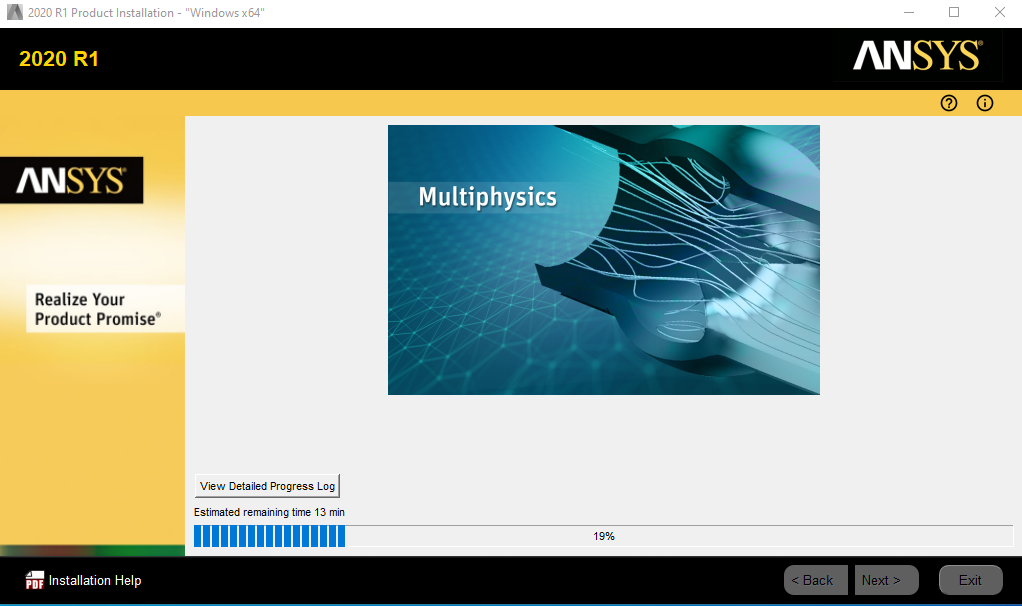 2020 R1 Product Installation - "Windows x64"
2020 R1
ANSYS®
ANSYS®
Multiphysics
Realize Your
Product Promise®
View Detailed Progress Log
Estimated remaining time 13 min
19%
PDF
Installation Help
< Back
Next >
Exit